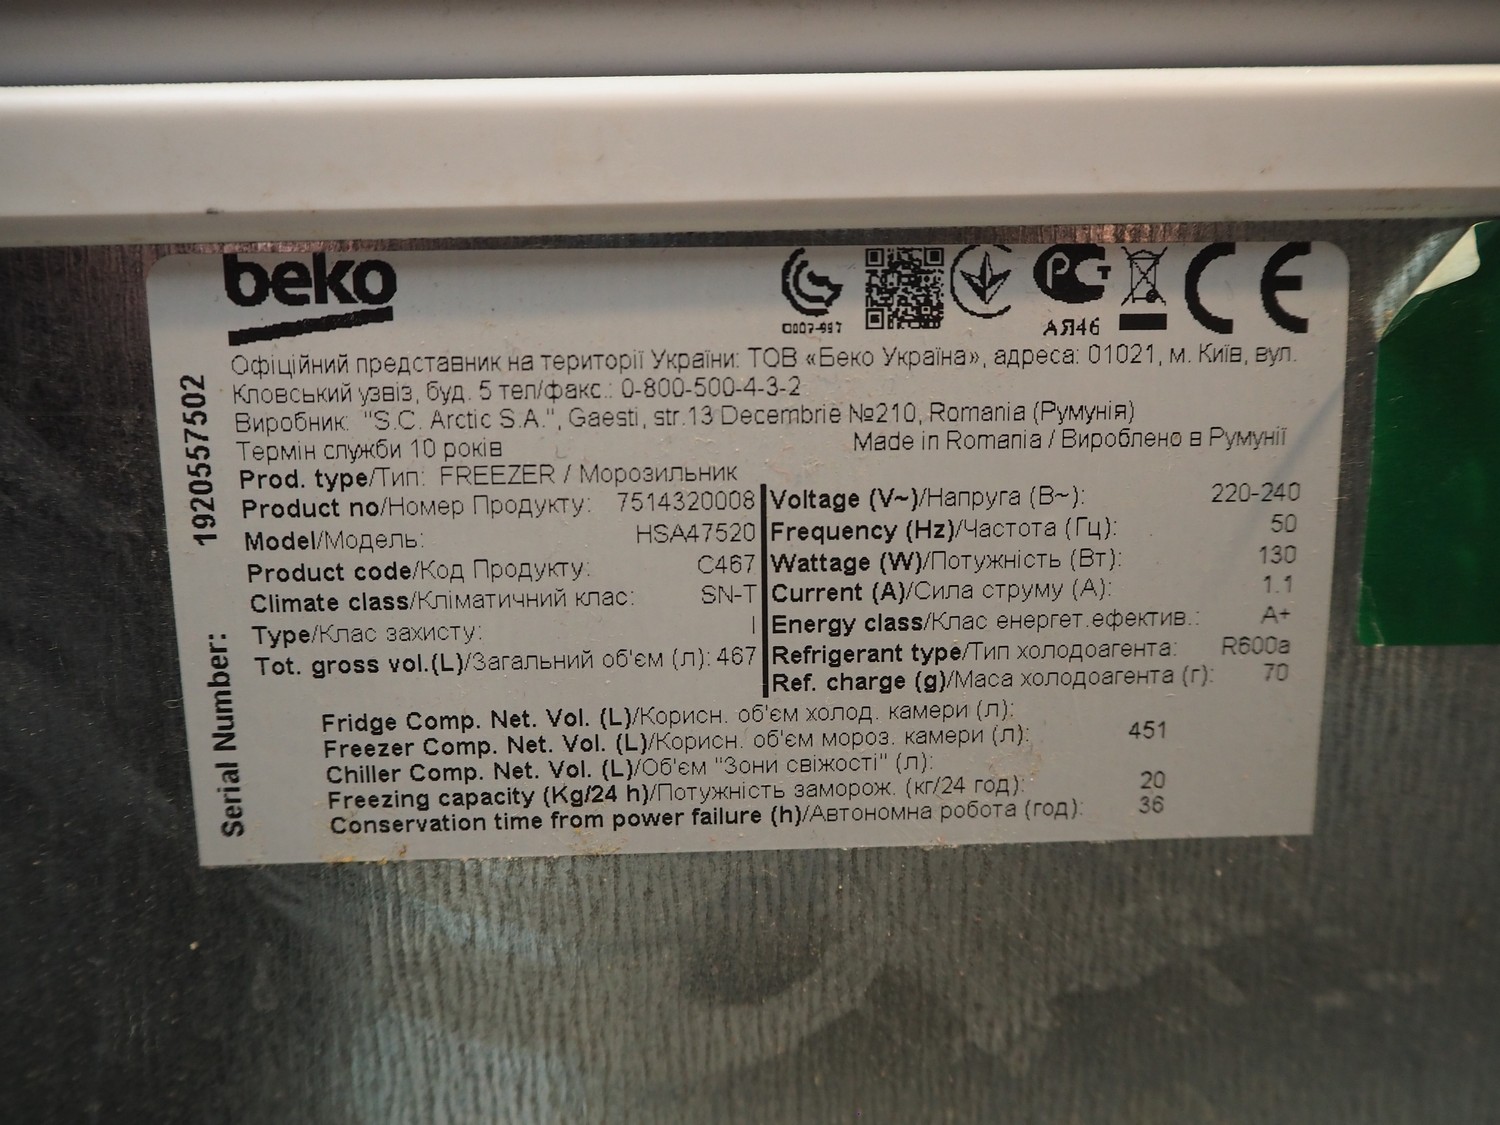 beko
0007-997
АЯ46
Офіційний представник на території України: ТОВ «Беко Україна», адреса: 01021, м. Київ, вул.
Кловський узвіз, буд. 5 тел/факс.: 0-800-500-4-3-2
Виробник: "S.C. Arctic S.A.", Gaesti, str.13 Decembrie №210, Romania (Румунія)
Термін служби 10 років
Made in Romania / Вироблено в Румунії
Prod. type/Тип: FREEZER / Морозильник
Product no/Номер Продукту: 7514320008
Model/Модель: HSA47520
Product code/Код Продукту: C467
Climate class/Кліматичний клас: SN-T
Type/Клас захисту: I
Tot. gross vol.(L)/Загальний об'єм (л): 467
Voltage (V~)/Напруга (В~): 220-240
Frequency (Hz)/Частота (Гц): 50
Wattage (W)/Потужність (Вт): 130
Current (A)/Сила струму (А): 1.1
Energy class/Клас енергет.ефектив.: A+
Refrigerant type/Тип холодоагента: R600a
Ref. charge (g)/Маса холодоагента (г): 70
Fridge Comp. Net. Vol. (L)/Корисн. об'єм холод. камери (л):
Freezer Comp. Net. Vol. (L)/Корисн. об'єм мороз. камери (л): 451
Chiller Comp. Net. Vol. (L)/Об'єм "Зони свіжості" (л):
Freezing capacity (Kg/24 h)/Потужність заморож. (кг/24 год): 20
Conservation time from power failure (h)/Автономна робота (год): 36
Serial Number: 1920557502